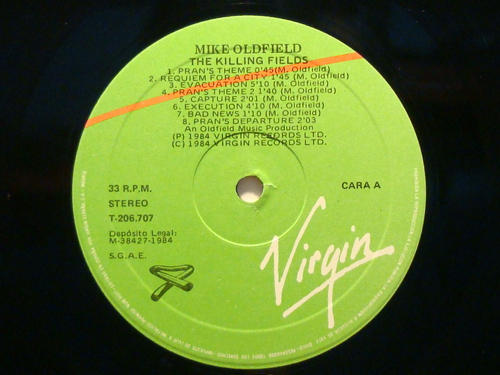 MIKE OLDFIELD
THE KILLING FIELDS
1. PRAN'S THEME 0'45 (M. Oldfield)
2. REQUIEM FOR A CITY 1'45 (M. Oldfield)
3. EVACUATION 5'10 (M. Oldfield)
4. PRAN'S THEME 2 1'40 (M. Oldfield)
5. CAPTURE 2'01 (M. Oldfield)
6. EXECUTION 4'10 (M. Oldfield)
7. BAD NEWS 1'10 (M. Oldfield)
8. PRAN'S DEPARTURE 2'03
An Oldfield Music Production
(P) 1984 VIRGIN RECORDS LTD.
(C) 1984 VIRGIN RECORDS LTD.
33 R.P.M.
CARA A
STEREO
T-206.707
Depósito Legal:
M-38427-1984
S.G.A.E.
Virgin